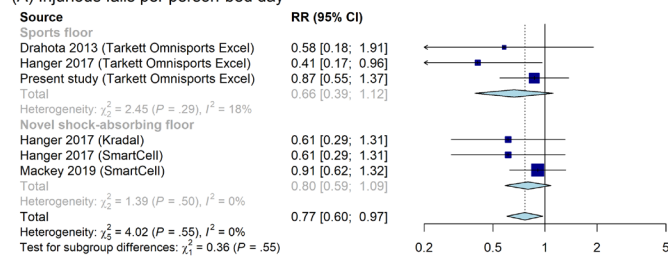 (A) Injurious falls per person-bed day
Source RR (95% CI)
Sports floor
Drahota 2013 (Tarkett Omnisports Excel) 0.58 [0.18; 1.91]
Hanger 2017 (Tarkett Omnisports Excel) 0.41 [0.17; 0.96]
Present study (Tarkett Omnisports Excel) 0.87 [0.55; 1.37]
Total 0.66 [0.39; 1.12]
Heterogeneity: χ²₂ = 2.45 (P = .29), I² = 18%
Novel shock-absorbing floor
Hanger 2017 (Kradal) 0.61 [0.29; 1.31]
Hanger 2017 (SmartCell) 0.61 [0.29; 1.31]
Mackey 2019 (SmartCell) 0.91 [0.62; 1.32]
Total 0.80 [0.59; 1.09]
Heterogeneity: χ²₂ = 1.39 (P = .50), I² = 0%
Total 0.77 [0.60; 0.97]
Heterogeneity: χ²₅ = 4.02 (P = .55), I² = 0%
Test for subgroup differences: χ²₁ = 0.36 (P = .55)
0.2 0.5 1 2 5